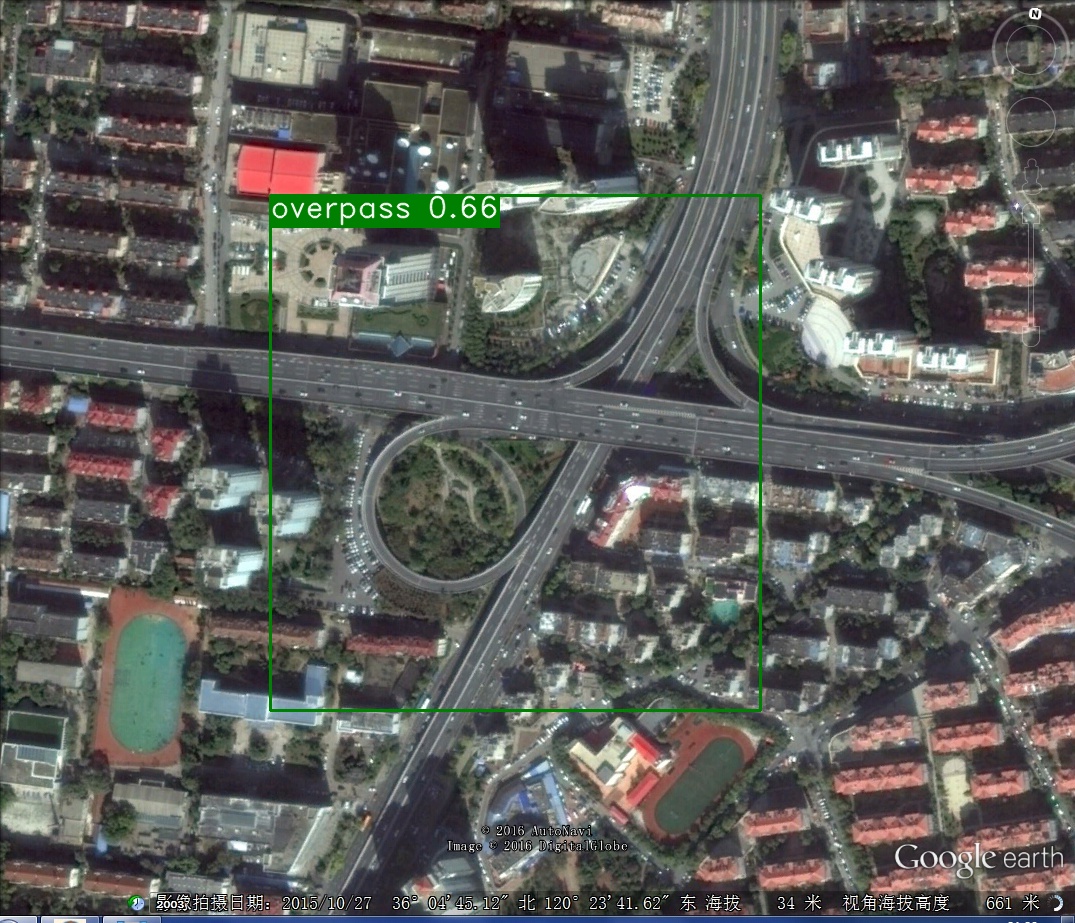 N
overpass 0.66
© 2016 AutoNavi
Image © 2016 DigitalGlobe
Google earth
影像拍摄日期: 2015/10/27 36° 04′45.12″ 北 120° 23′41.62″ 东 海拔 34 米 视角海拔高度 661 米